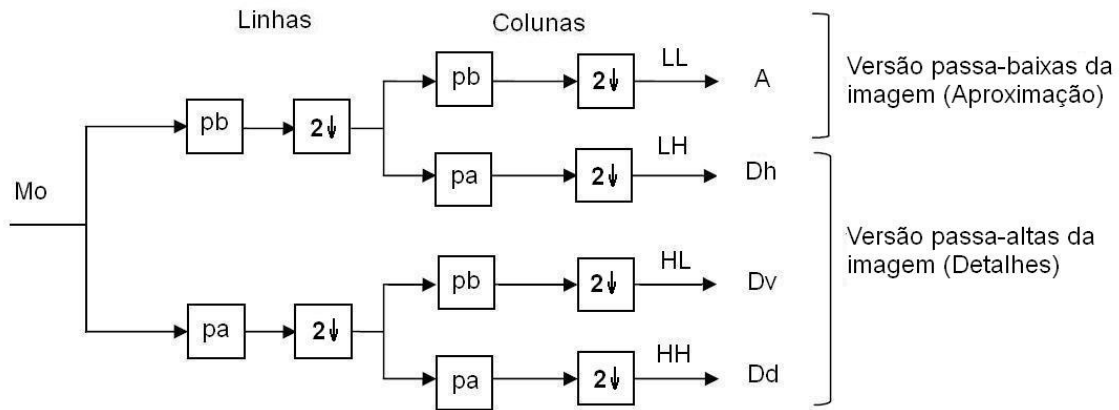 Linhas
Colunas
pb
2↓
LL
A
Versão passa-baixas da
imagem (Aproximação)
pb
2↓
pa
2↓
LH
Dh
Mo
Versão passa-altas da
imagem (Detalhes)
pb
2↓
HL
Dv
pa
2↓
pa
2↓
HH
Dd